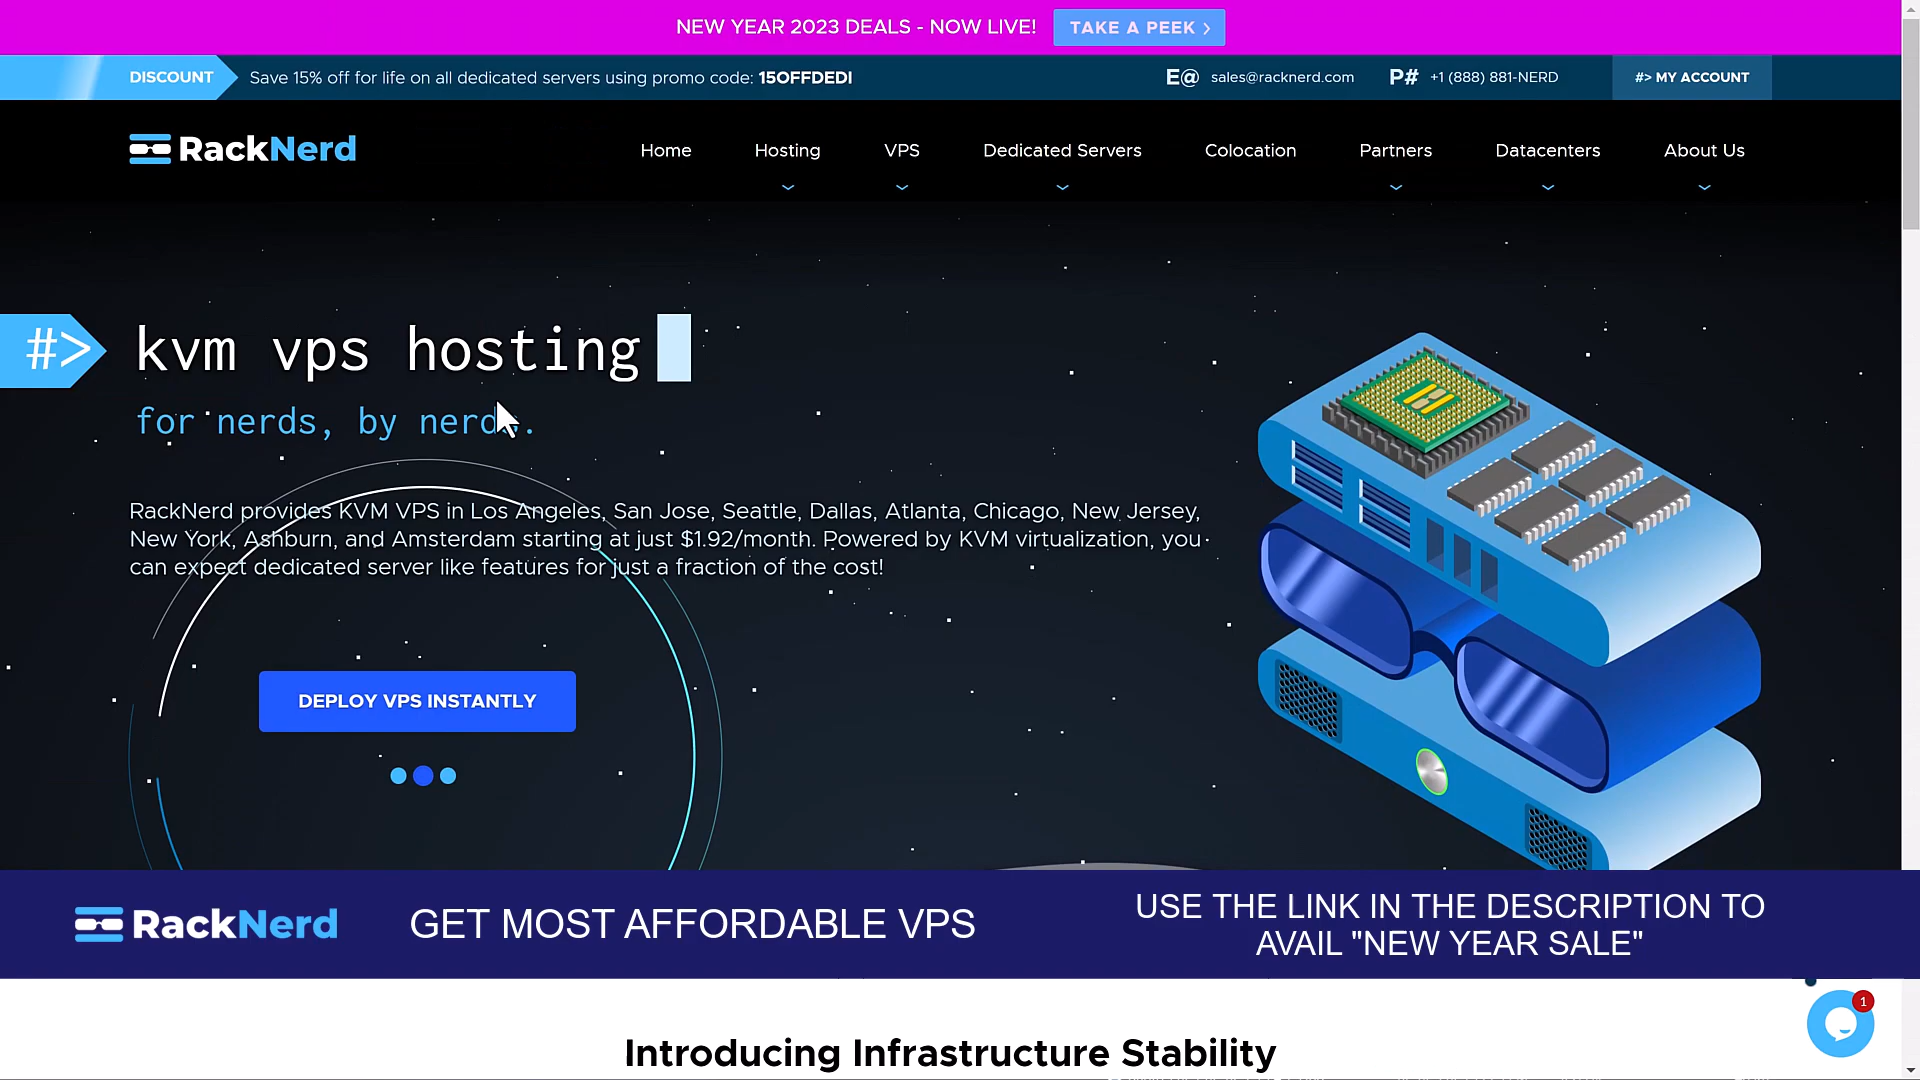 NEW YEAR 2023 DEALS - NOW LIVE! TAKE A PEEK >
DISCOUNT Save 15% off for life on all dedicated servers using promo code: 15OFFDEDI E@ sales@racknerd.com P# +1 (888) 881-NERD #> MY ACCOUNT
RackNerd Home Hosting VPS Dedicated Servers Colocation Partners Datacenters About Us
#> kvm vps hosting
for nerds, by nerds.
RackNerd provides KVM VPS in Los Angeles, San Jose, Seattle, Dallas, Atlanta, Chicago, New Jersey,
New York, Ashburn, and Amsterdam starting at just $1.92/month. Powered by KVM virtualization, you
can expect dedicated server like features for just a fraction of the cost!
DEPLOY VPS INSTANTLY
RackNerd GET MOST AFFORDABLE VPS
USE THE LINK IN THE DESCRIPTION TO
AVAIL "NEW YEAR SALE"
1
Introducing Infrastructure Stability